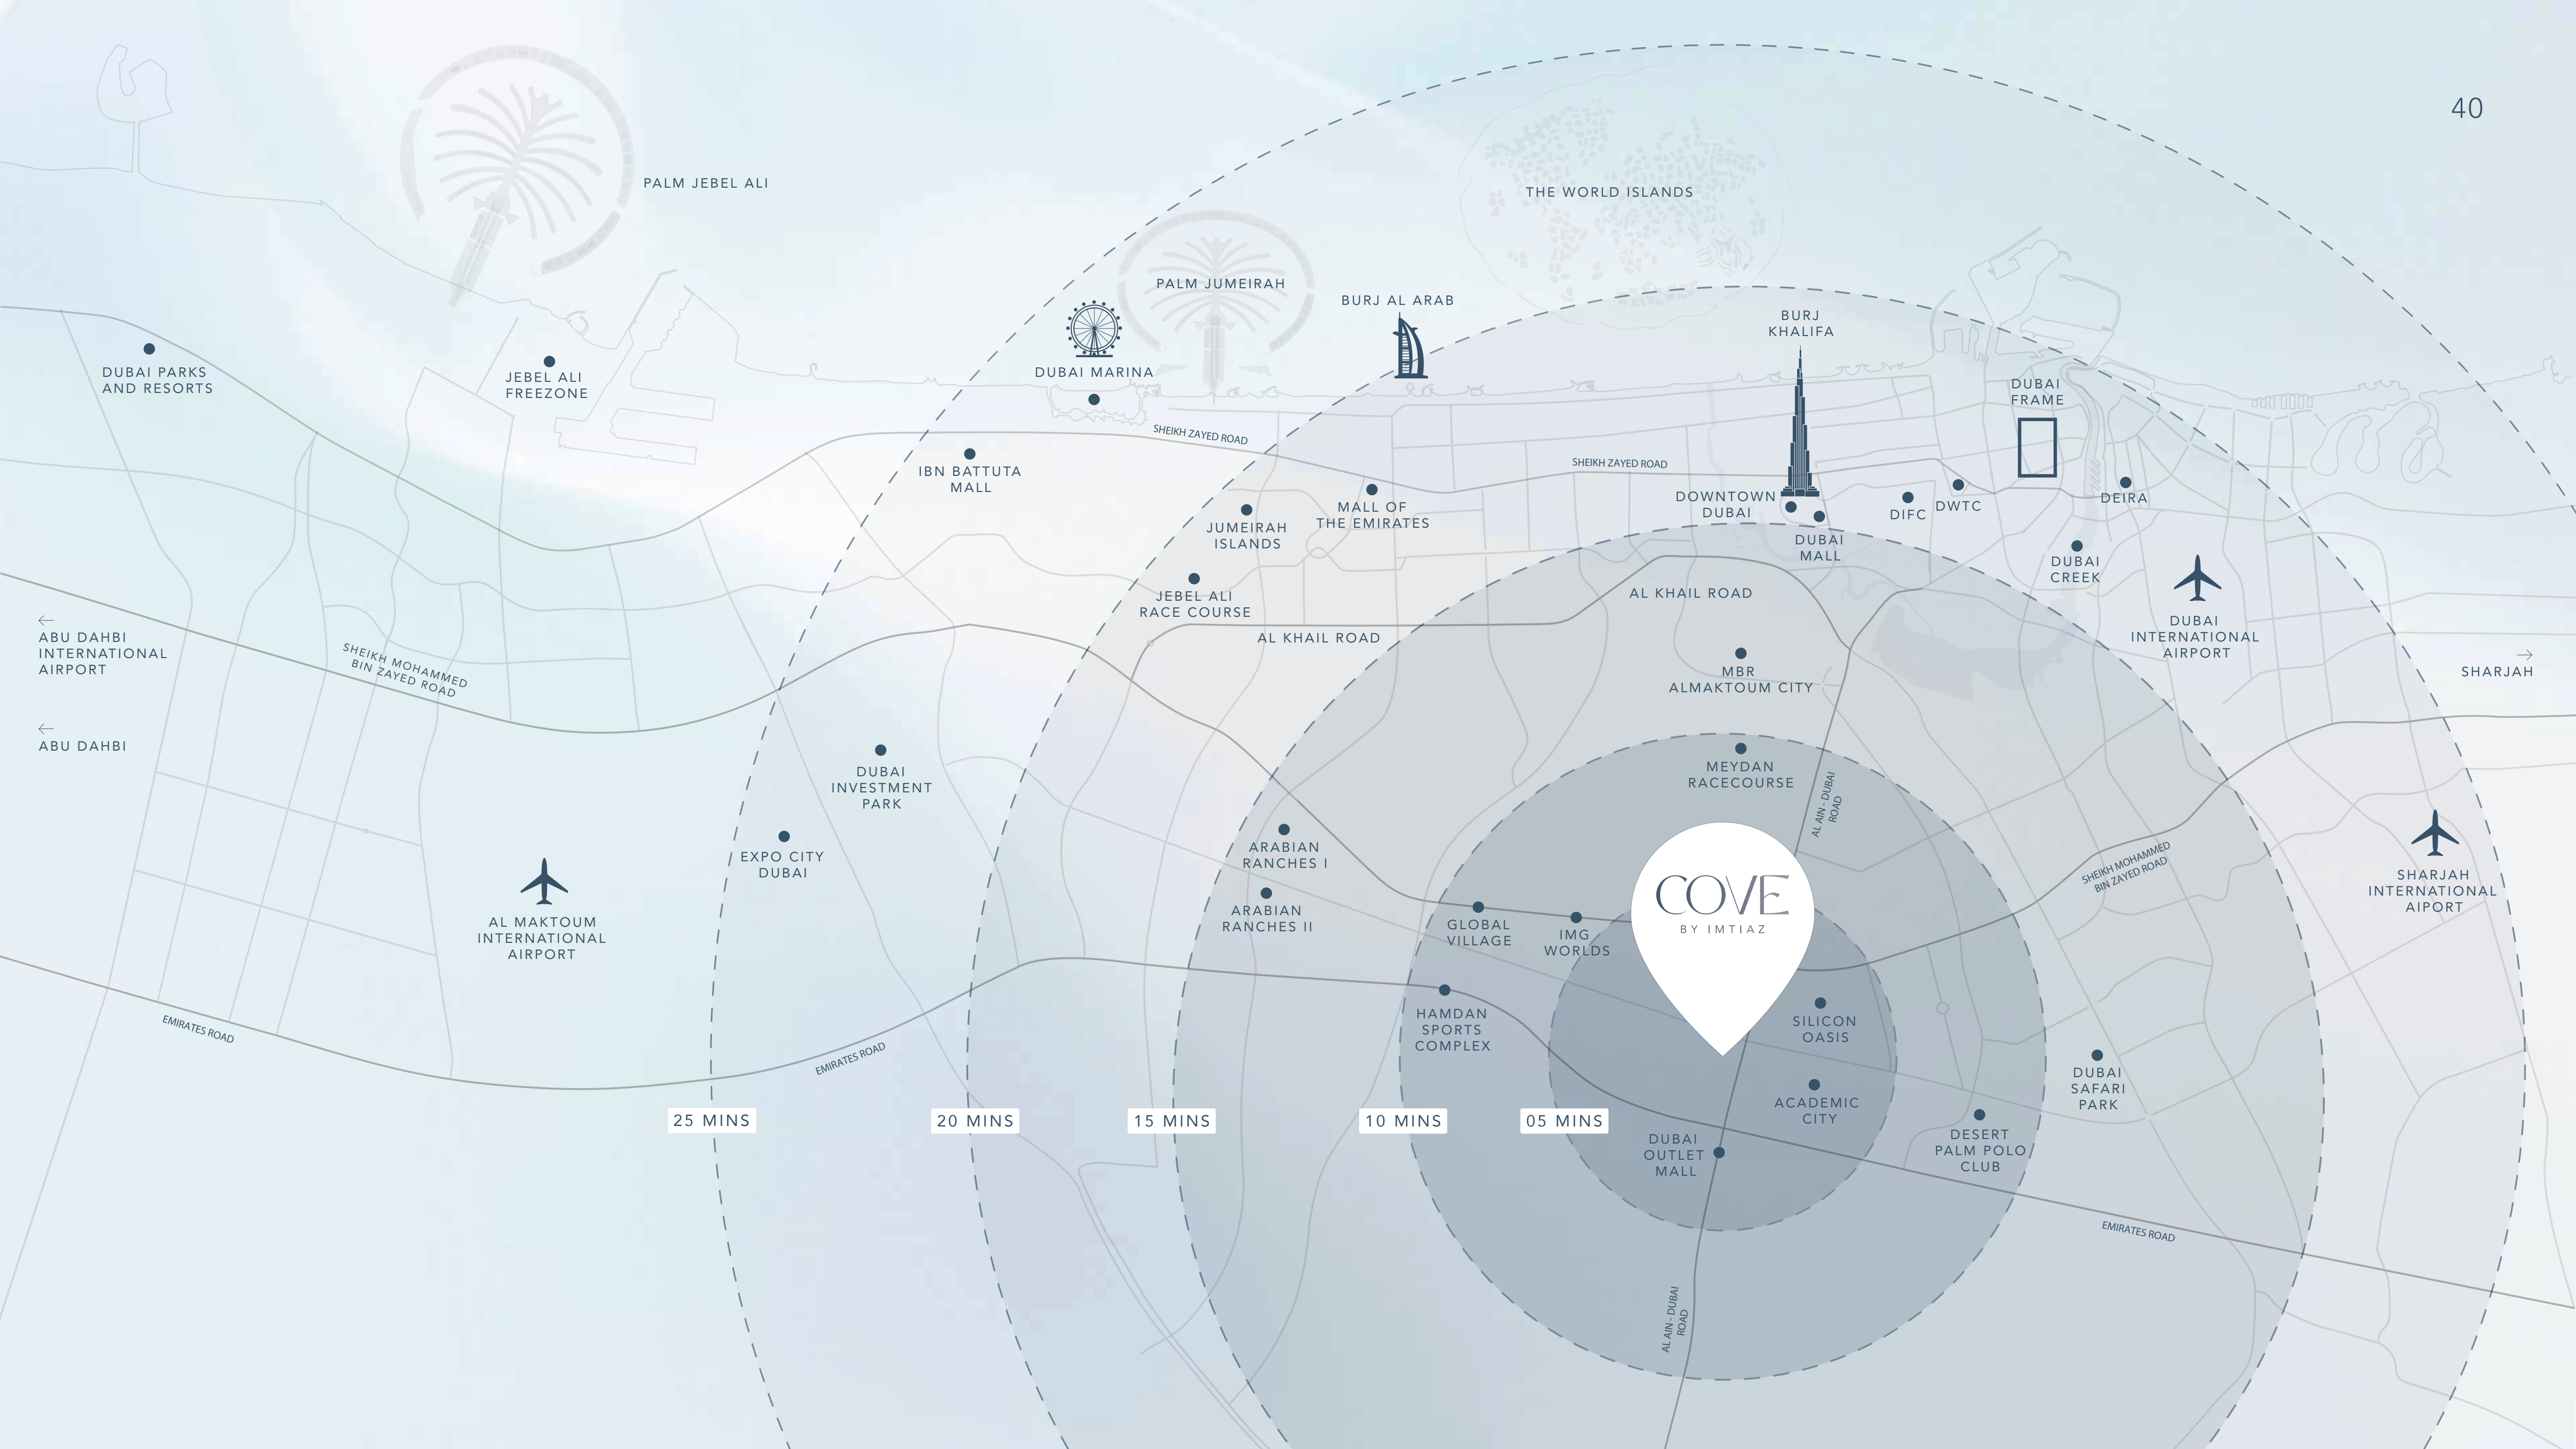 40
PALM JEBEL ALI
THE WORLD ISLANDS
PALM JUMEIRAH
BURJ AL ARAB
BURJ
KHALIFA
DUBAI PARKS
AND RESORTS
JEBEL ALI
FREEZONE
DUBAI MARINA
DUBAI
FRAME
SHEIKH ZAYED ROAD
SHEIKH ZAYED ROAD
IBN BATTUTA
MALL
JUMEIRAH
ISLANDS
MALL OF
THE EMIRATES
DOWNTOWN
DUBAI
DUBAI
MALL
DIFC
DWTC
DEIRA
DUBAI
CREEK
JEBEL ALI
RACE COURSE
AL KHAIL ROAD
AL KHAIL ROAD
DUBAI
INTERNATIONAL
AIRPORT
←
ABU DAHBI
INTERNATIONAL
AIRPORT
SHEIKH MOHAMMED
BIN ZAYED ROAD
MBR
ALMAKTOUM CITY
→
SHARJAH
←
ABU DAHBI
DUBAI
INVESTMENT
PARK
MEYDAN
RACECOURSE
AL AIN - DUBAI
ROAD
EXPO CITY
DUBAI
ARABIAN
RANCHES I
ARABIAN
RANCHES II
SHEIKH MOHAMMED
BIN ZAYED ROAD
SHARJAH
INTERNATIONAL
AIPORT
AL MAKTOUM
INTERNATIONAL
AIRPORT
GLOBAL
VILLAGE
IMG
WORLDS
COVE
BY IMTIAZ
HAMDAN
SPORTS
COMPLEX
SILICON
OASIS
EMIRATES ROAD
EMIRATES ROAD
DUBAI
SAFARI
PARK
ACADEMIC
CITY
25 MINS
20 MINS
15 MINS
10 MINS
05 MINS
DUBAI
OUTLET
MALL
DESERT
PALM POLO
CLUB
EMIRATES ROAD
AL AIN - DUBAI
ROAD